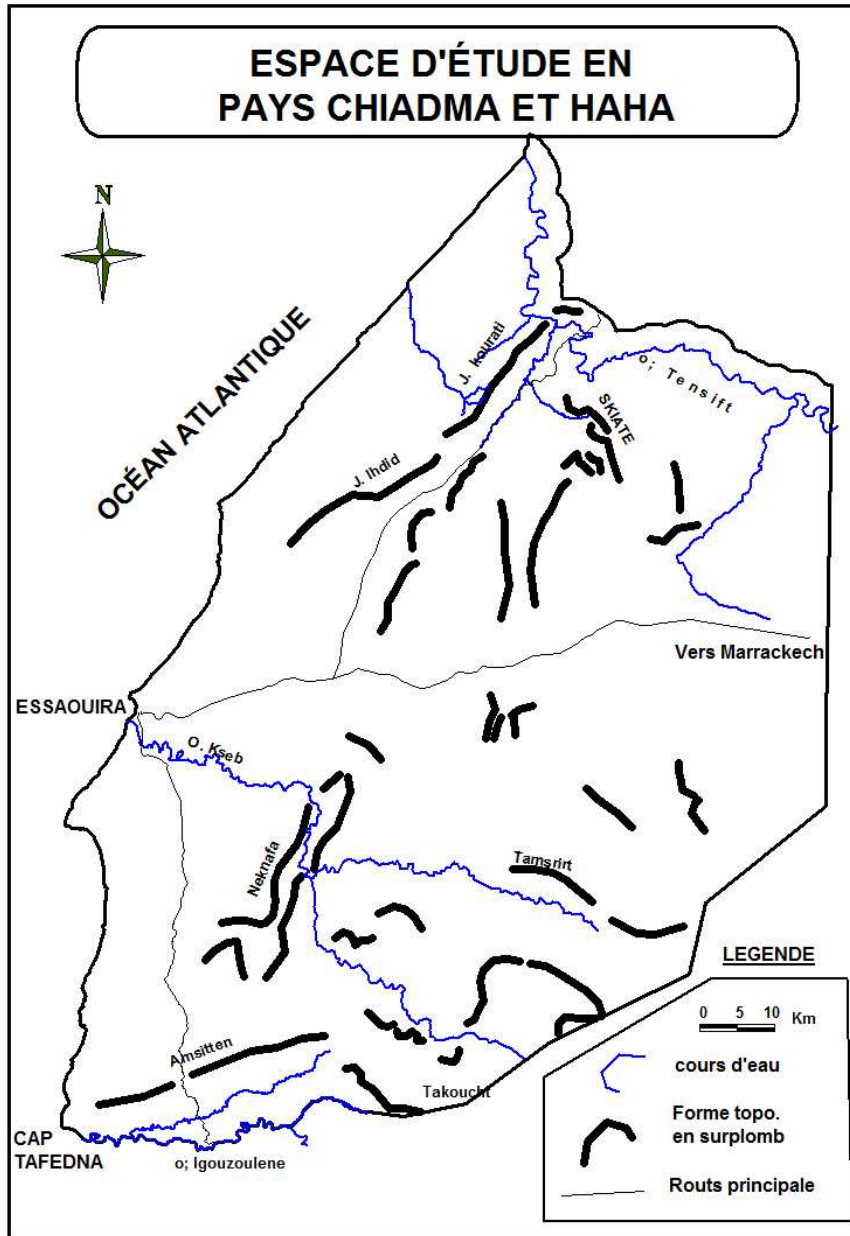 ESPACE D'ÉTUDE EN
PAYS CHIADMA ET HAHA
N
OCÉAN ATLANTIQUE
J. kourati
o; Tensift
SKIATE
J. lhdid
Vers Marrackech
ESSAOUIRA
O. Kseb
Neknafa
Tamsrirt
LEGENDE
0 5 10 Km
Amsitten
cours d'eau
Takoucht
Forme topo.
en surplomb
CAP
TAFEDNA
o; Igouzoulene
Routs principale